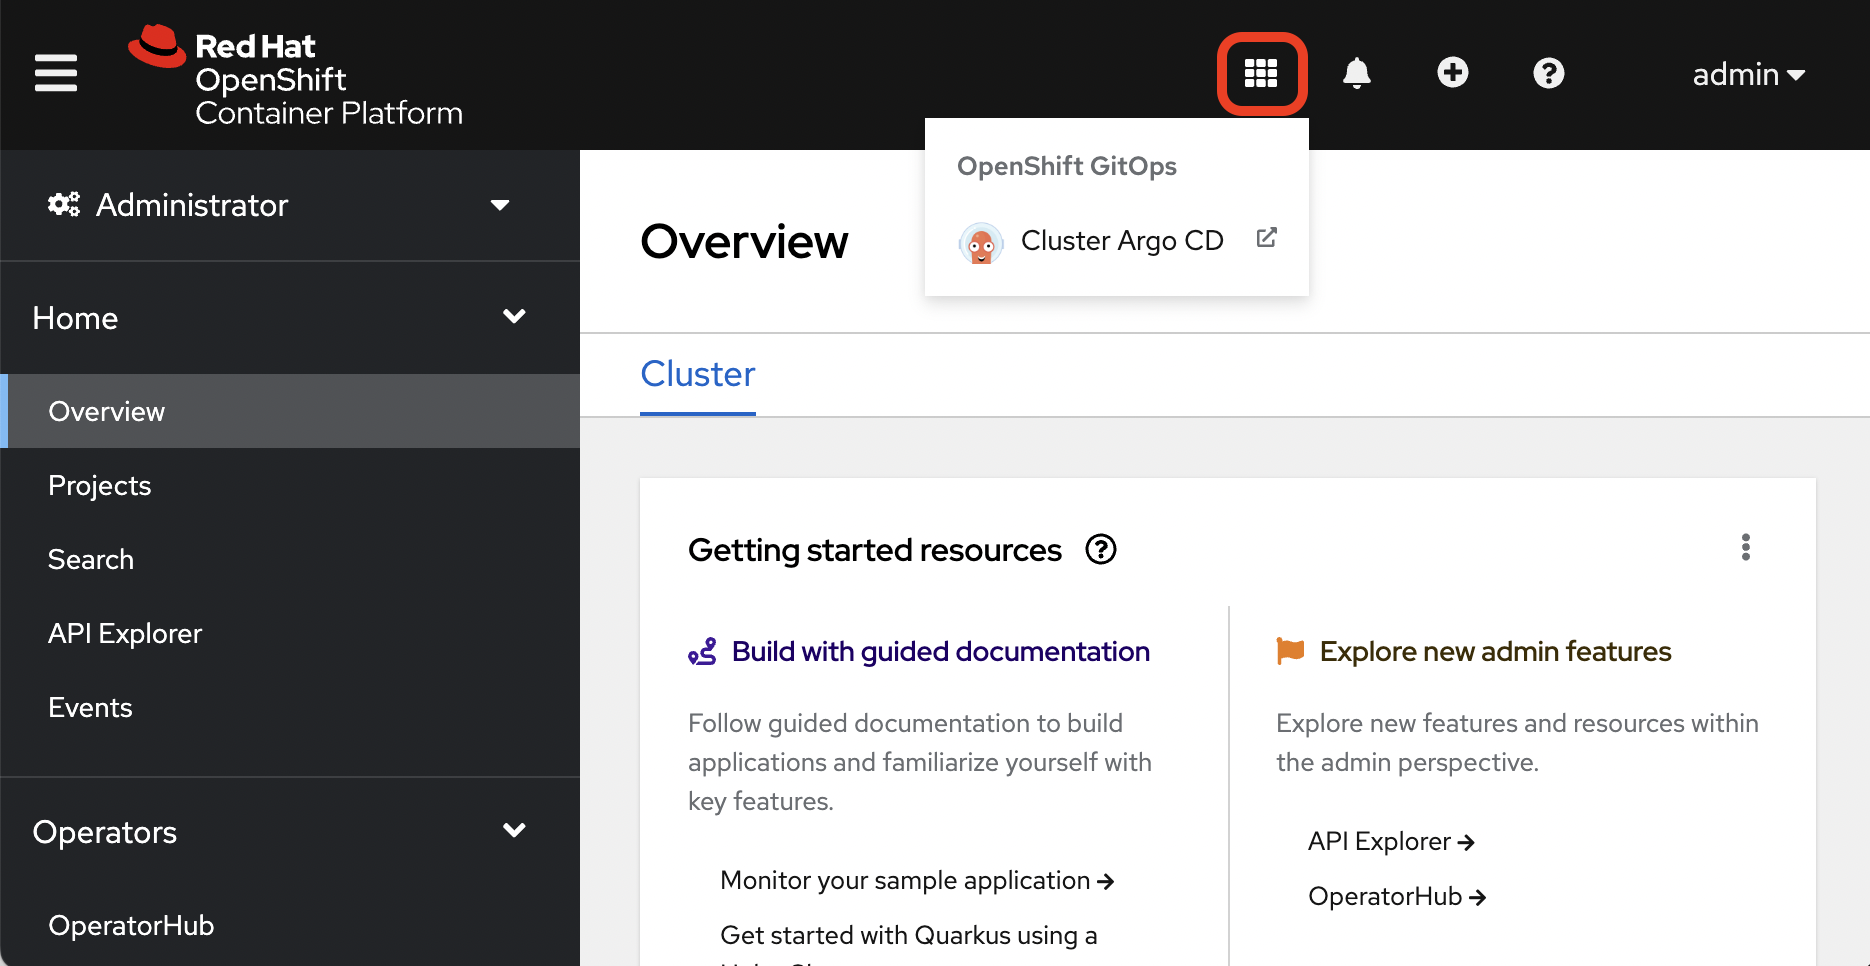 Red Hat
OpenShift
Container Platform
admin
OpenShift GitOps
Cluster Argo CD
Administrator
Home
Overview
Projects
Search
API Explorer
Events
Operators
OperatorHub
Overview
Cluster
Getting started resources
Build with guided documentation
Follow guided documentation to build
applications and familiarize yourself with
key features.
Monitor your sample application
Get started with Quarkus using a
Explore new admin features
Explore new features and resources within
the admin perspective.
API Explorer
OperatorHub